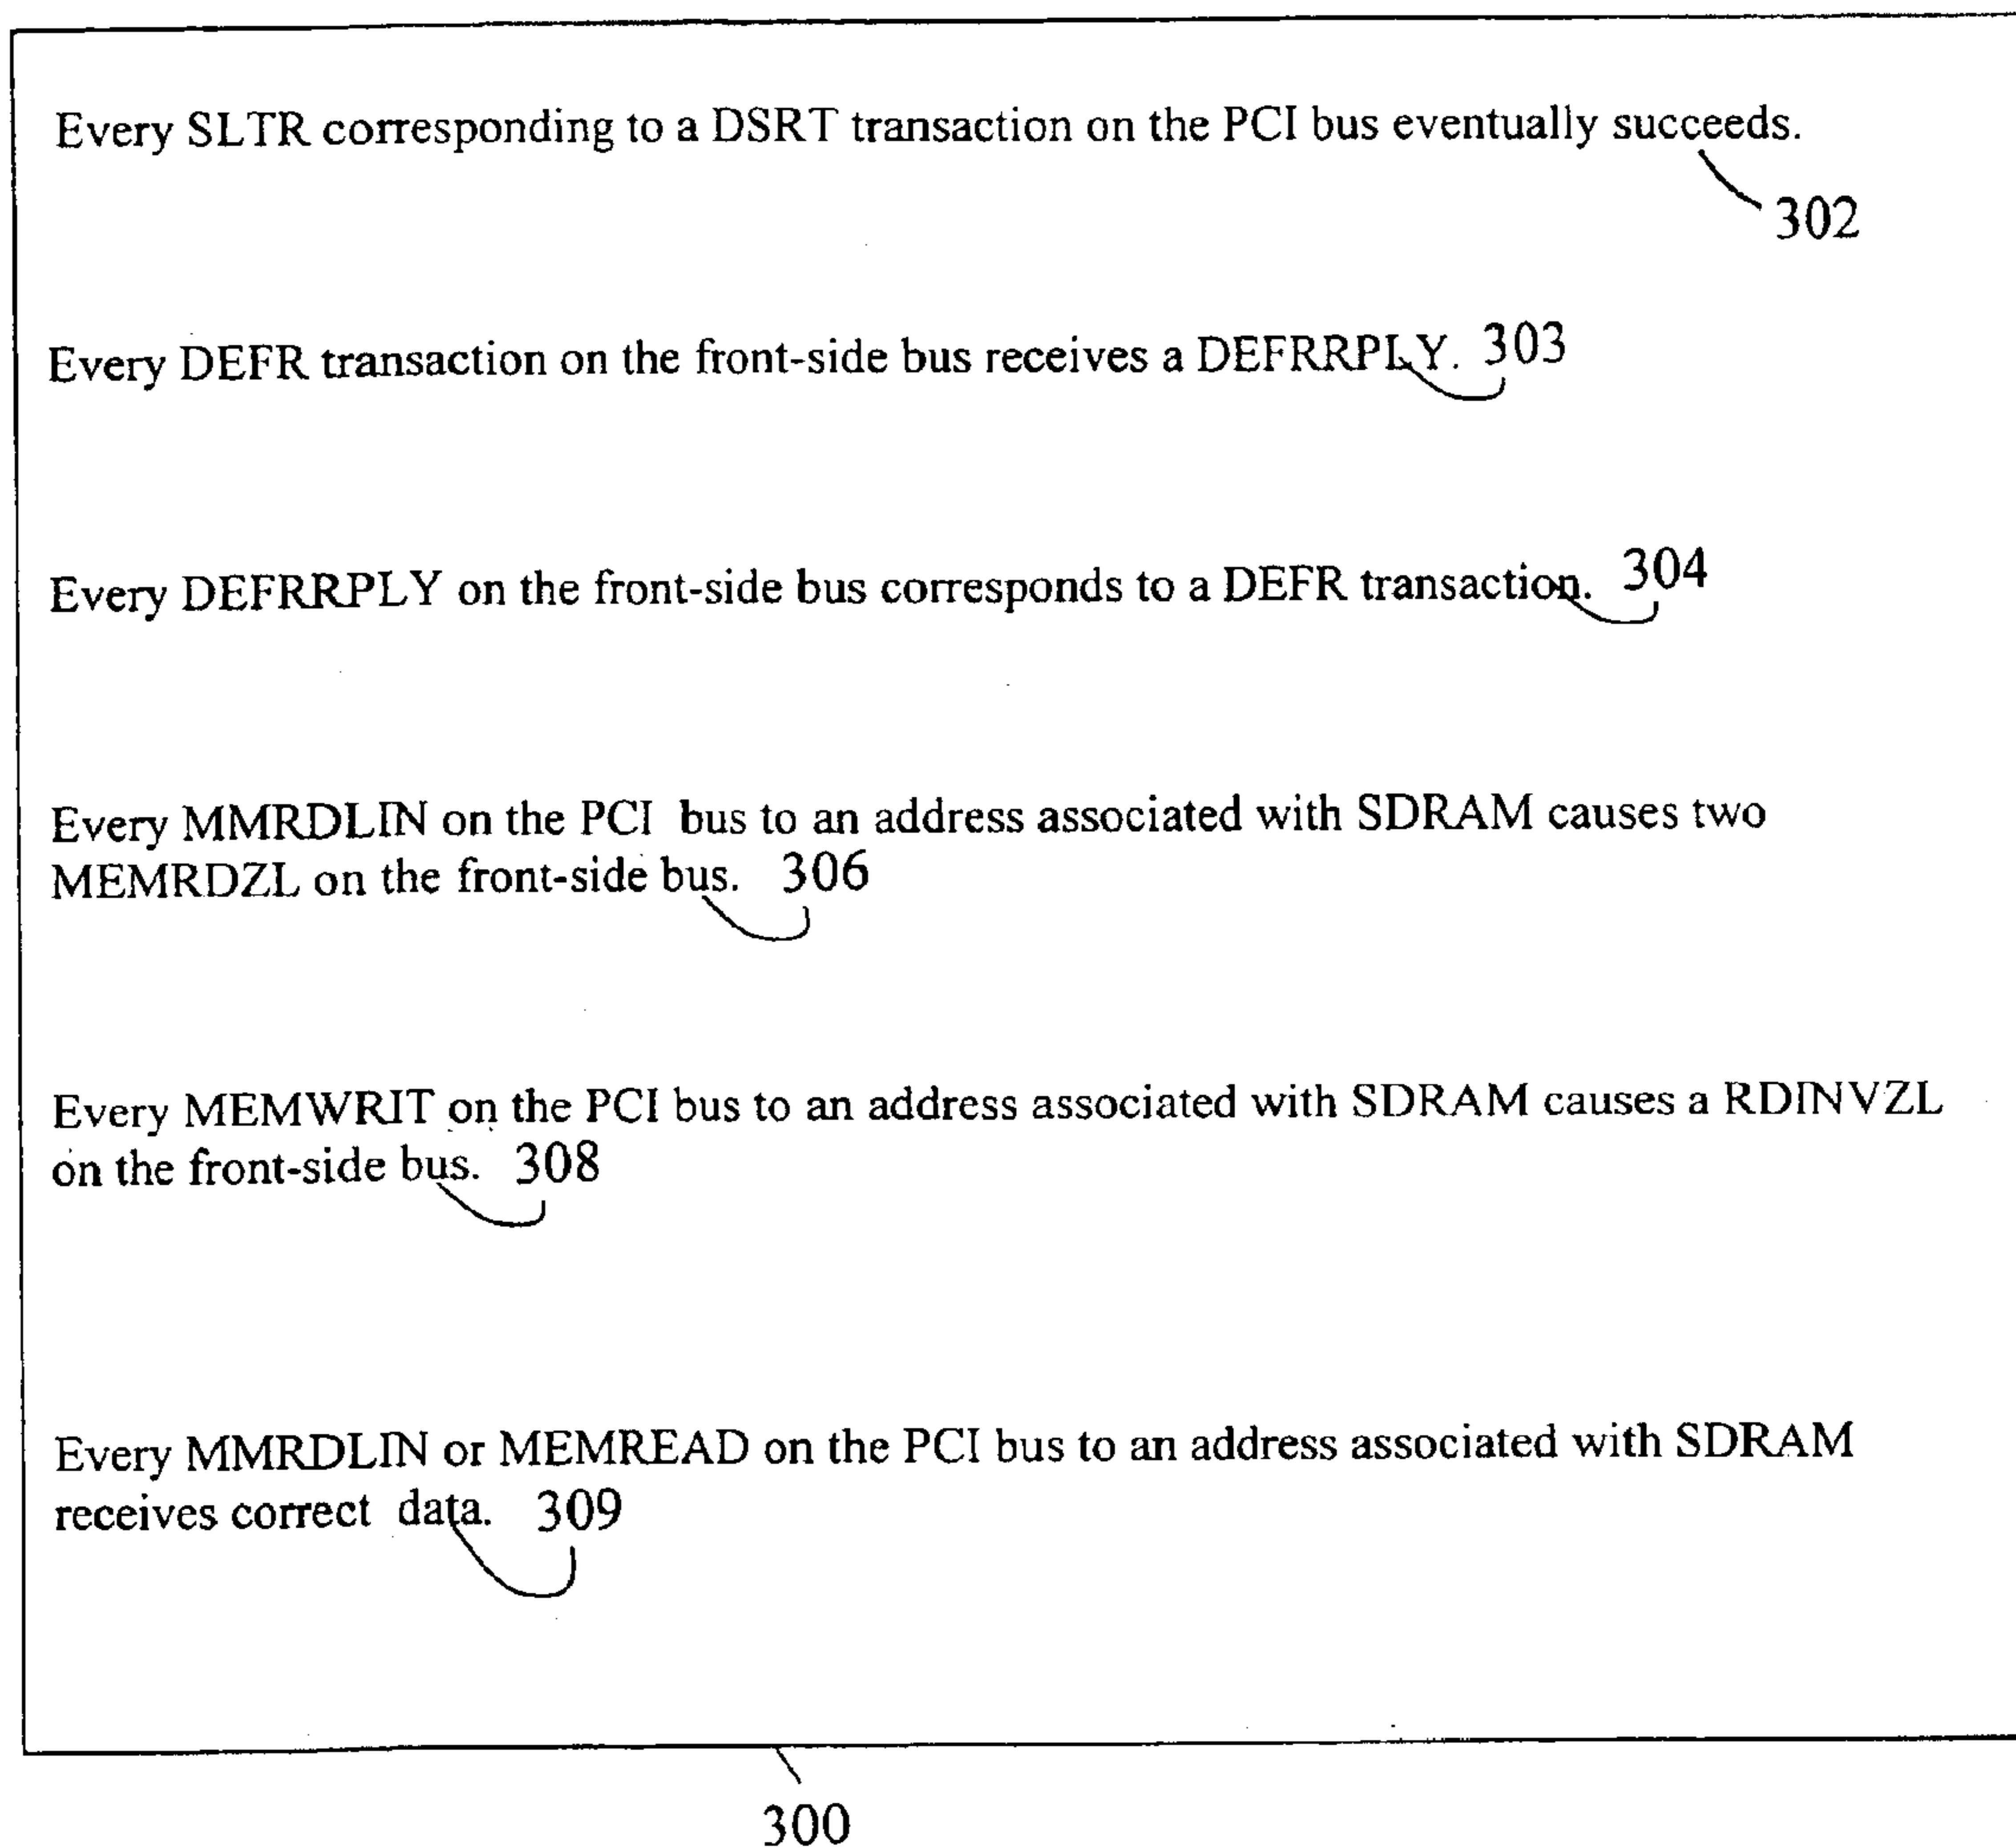 Every SLTR corresponding to a DSRT transaction on the PCI bus eventually succeeds.
302
Every DEFR transaction on the front-side bus receives a DEFRRPLY. 303
Every DEFRRPLY on the front-side bus corresponds to a DEFR transaction. 304
Every MMRDLIN on the PCI bus to an address associated with SDRAM causes two
MEMRDZL on the front-side bus. 306
Every MEMWRIT on the PCI bus to an address associated with SDRAM causes a RDINVZL
on the front-side bus. 308
Every MMRDLIN or MEMREAD on the PCI bus to an address associated with SDRAM
receives correct data. 309
300